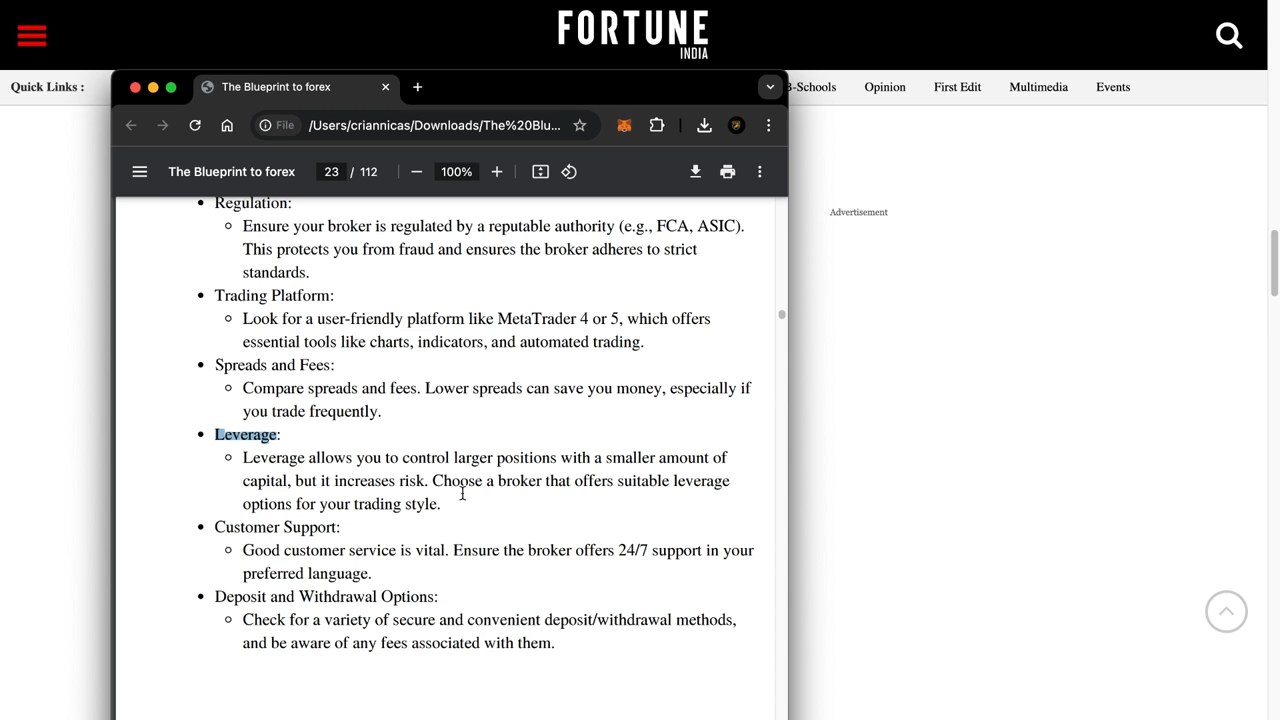 FORTUNE
INDIA
Quick Links :
B-Schools
Opinion
First Edit
Multimedia
Events
The Blueprint to forex
File
/Users/criannicas/Downloads/The%20Blu...
The Blueprint to forex
23 / 112
100%
Advertisement
• Regulation:
Ensure your broker is regulated by a reputable authority (e.g., FCA, ASIC).
This protects you from fraud and ensures the broker adheres to strict
standards.
• Trading Platform:
Look for a user-friendly platform like MetaTrader 4 or 5, which offers
essential tools like charts, indicators, and automated trading.
• Spreads and Fees:
Compare spreads and fees. Lower spreads can save you money, especially if
you trade frequently.
• Leverage:
Leverage allows you to control larger positions with a smaller amount of
capital, but it increases risk. Choose a broker that offers suitable leverage
options for your trading style.
• Customer Support:
Good customer service is vital. Ensure the broker offers 24/7 support in your
preferred language.
• Deposit and Withdrawal Options:
Check for a variety of secure and convenient deposit/withdrawal methods,
and be aware of any fees associated with them.